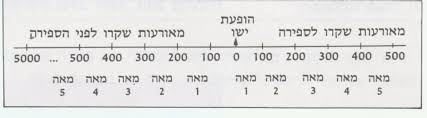 הופעת
ישו
מאורעות שקרו לפני הספירה מאורעות שקרו לספירה
5000 ... 500 400 300 200 100 0 100 200 300 400 500
מאה מאה מאה מאה מאה מאה מאה מאה מאה מאה
5 4 3 2 1 1 2 3 4 5